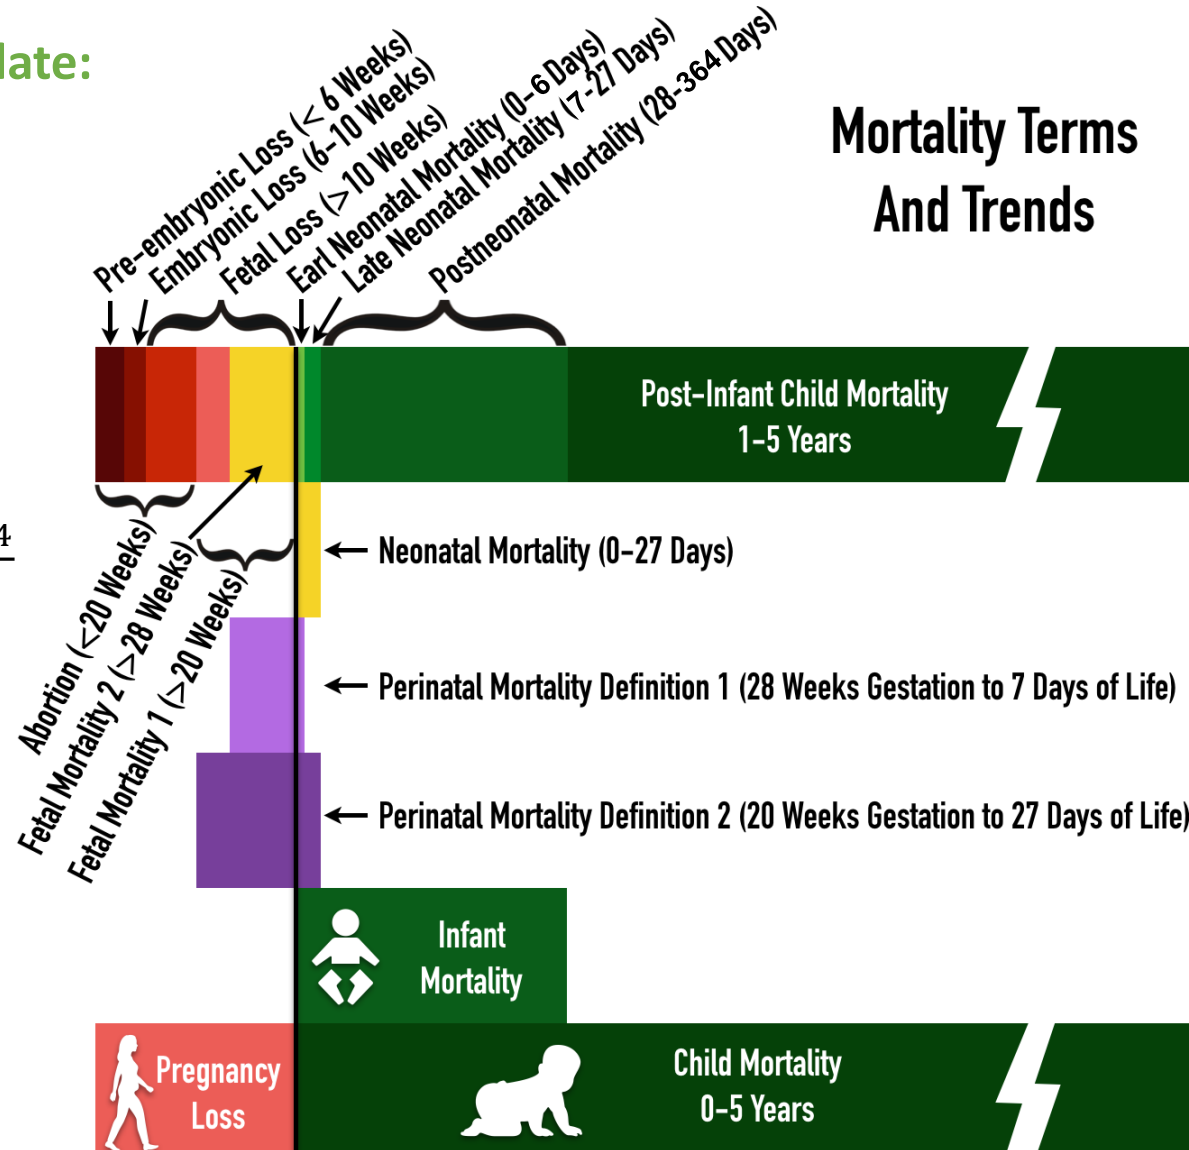 late:
Mortality Terms
And Trends
Pre-embryonic Loss (< 6 Weeks)
Embryonic Loss (6-10 Weeks)
Fetal Loss (>10 Weeks)
Earl Neonatal Mortality (0-6 Days)
Late Neonatal Mortality (7-27 Days)
Postneonatal Mortality (28-364 Days)
Post-Infant Child Mortality
1-5 Years
4
Abortion (<20 Weeks)
Fetal Mortality 2 (>28 Weeks)
Fetal Mortality 1 (>20 Weeks)
Neonatal Mortality (0-27 Days)
Perinatal Mortality Definition 1 (28 Weeks Gestation to 7 Days of Life)
Perinatal Mortality Definition 2 (20 Weeks Gestation to 27 Days of Life)
Infant
Mortality
Pregnancy
Loss
Child Mortality
0-5 Years